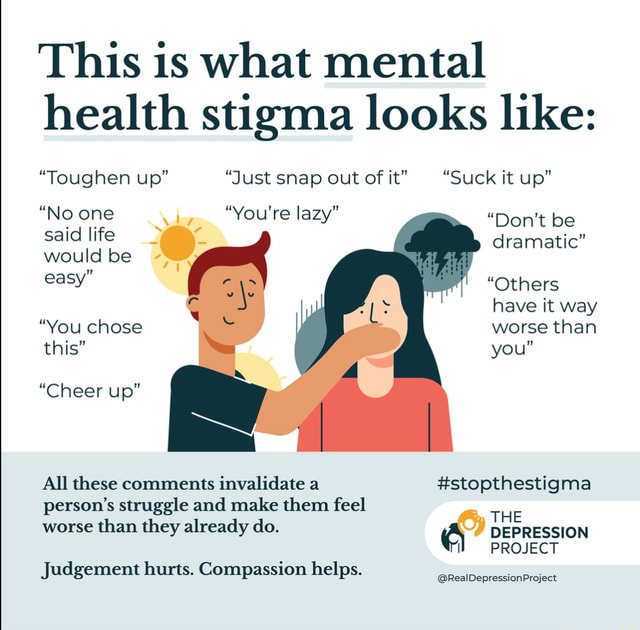 This is what mental
health stigma looks like:
“Toughen up”
“Just snap out of it”
“Suck it up”
“No one
said life
would be
easy”
“You’re lazy”
“Don’t be
dramatic”
“Others
have it way
worse than
you”
“You chose
this”
“Cheer up”
All these comments invalidate a
person’s struggle and make them feel
worse than they already do.
Judgement hurts. Compassion helps.
#stopthestigma
THE
DEPRESSION
PROJECT
@RealDepressionProject